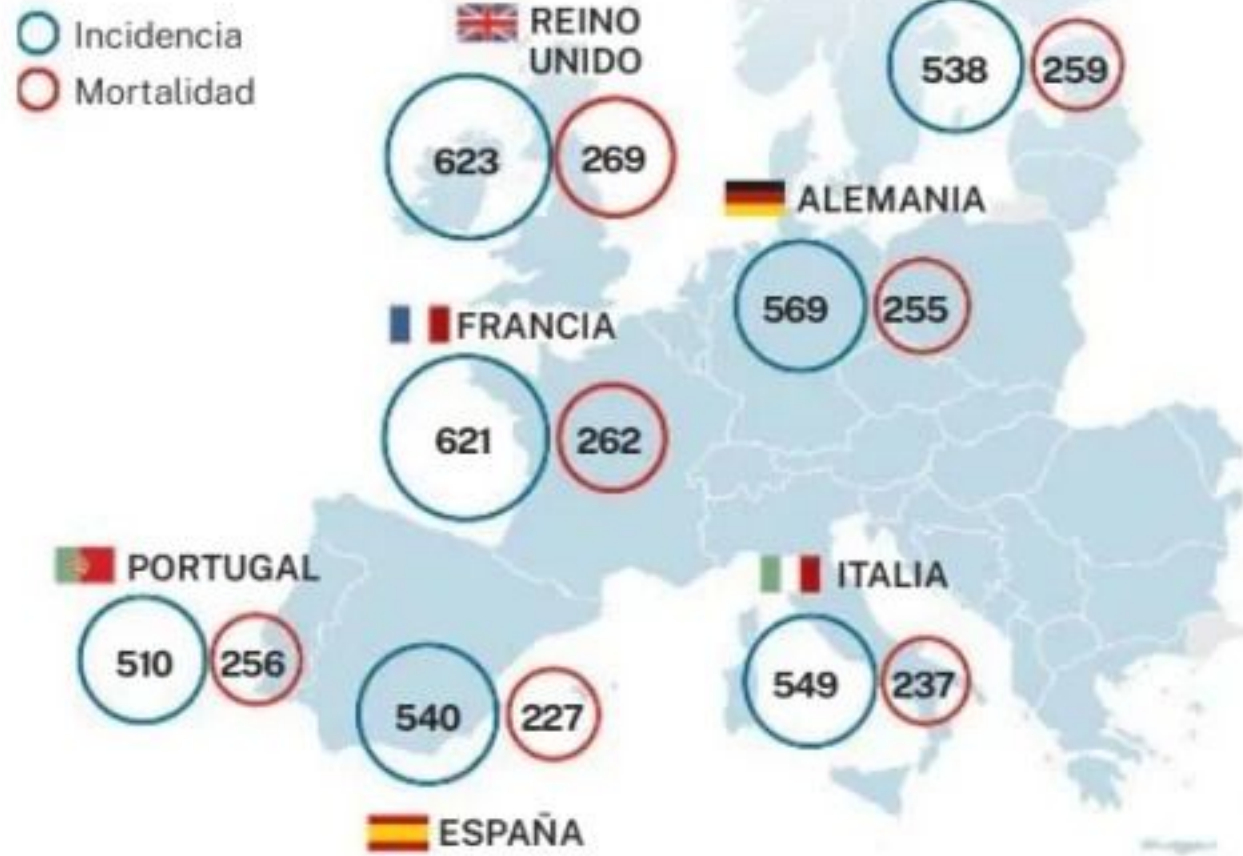 Incidencia
Mortalidad
REINO
UNIDO
623
269
538
259
ALEMANIA
569
255
FRANCIA
621
262
PORTUGAL
510
256
ITALIA
549
237
540
227
ESPAÑA